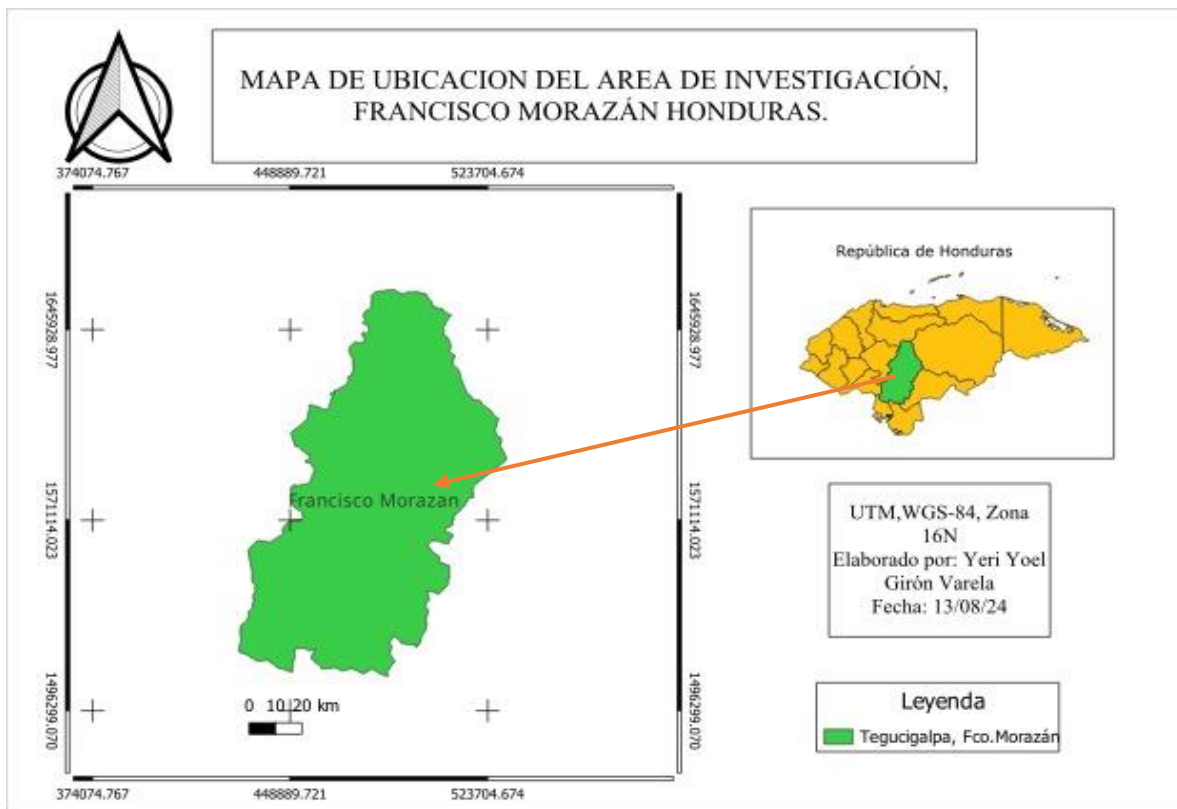 MAPA DE UBICACION DEL AREA DE INVESTIGACIÓN,
FRANCISCO MORAZÁN HONDURAS.
374074.767
448889.721
523704.674
1645928.977
1645928.977
1571114.023
1571114.023
1496299.070
1496299.070
Francisco Morazan
0 10 20 km
374074.767
448889.721
523704.674
República de Honduras
UTM,WGS-84, Zona
16N
Elaborado por: Yeri Yoel
Girón Varela
Fecha: 13/08/24
Leyenda
Tegucigalpa, Fco.Morazán